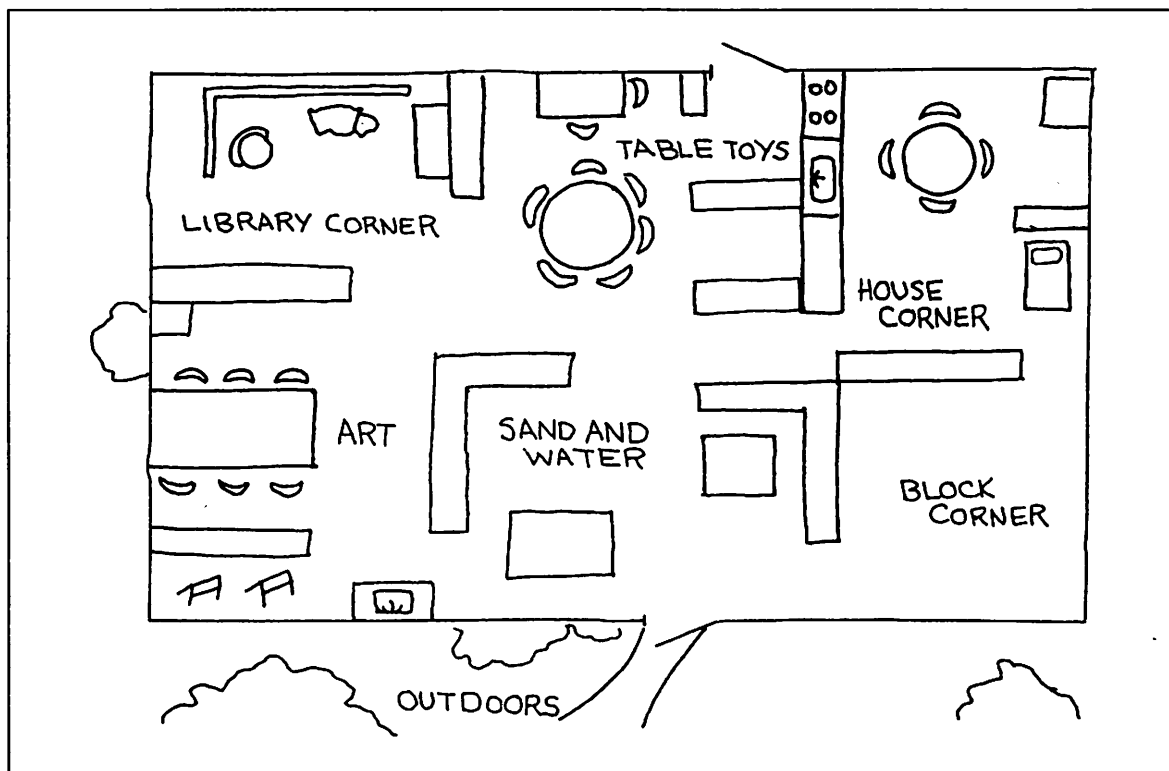 TABLE TOYS
LIBRARY CORNER
HOUSE
CORNER
ART
SAND AND
WATER
BLOCK
CORNER
OUTDOORS